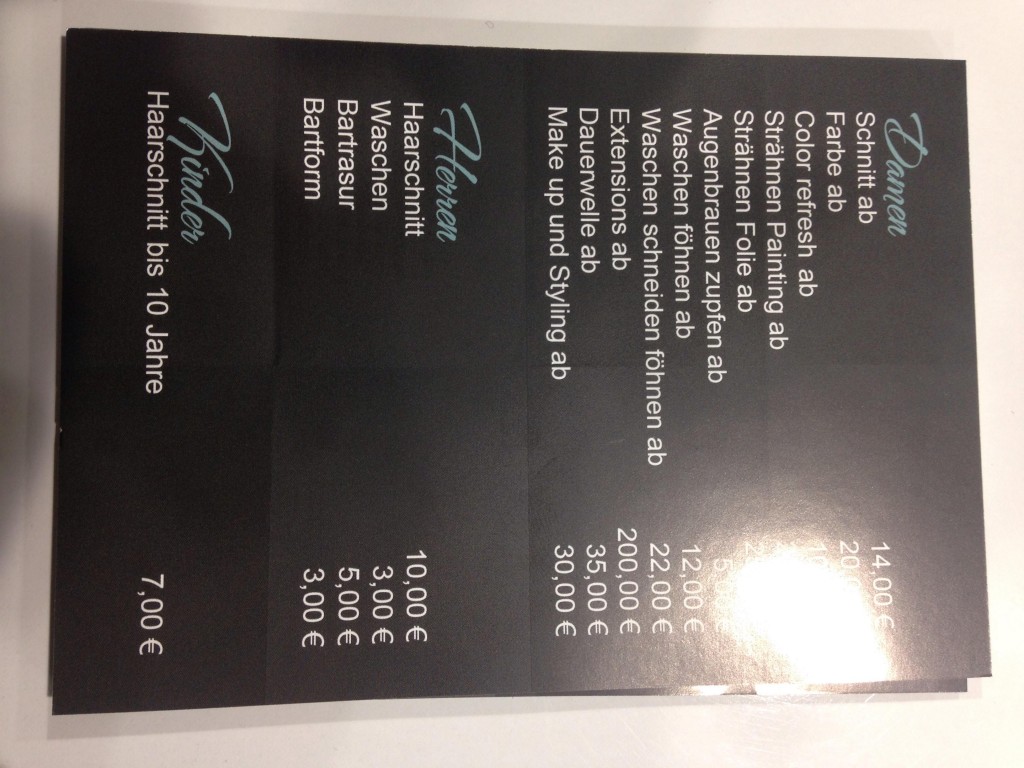 Damen
Schnitt ab 14,00 €
Farbe ab
Color refresh ab
Strähnen Painting ab
Strähnen Folie ab
Augenbrauen zupfen ab
Waschen föhnen ab 12,00 €
Waschen schneiden föhnen ab 22,00 €
Extensions ab 200,00 €
Dauerwelle ab 35,00 €
Make up und Styling ab 30,00 €
Herren
Haarschnitt 10,00 €
Waschen 3,00 €
Bartrasur 5,00 €
Bartform 3,00 €
Kinder
Haarschnitt bis 10 Jahre 7,00 €